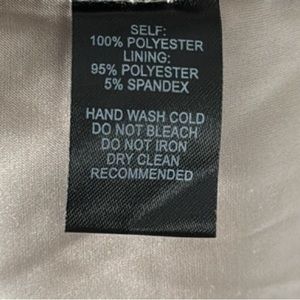 SELF:
100% POLYESTER
LINING:
95% POLYESTER
5% SPANDEX
HAND WASH COLD
DO NOT BLEACH
DO NOT IRON
DRY CLEAN
RECOMMENDED